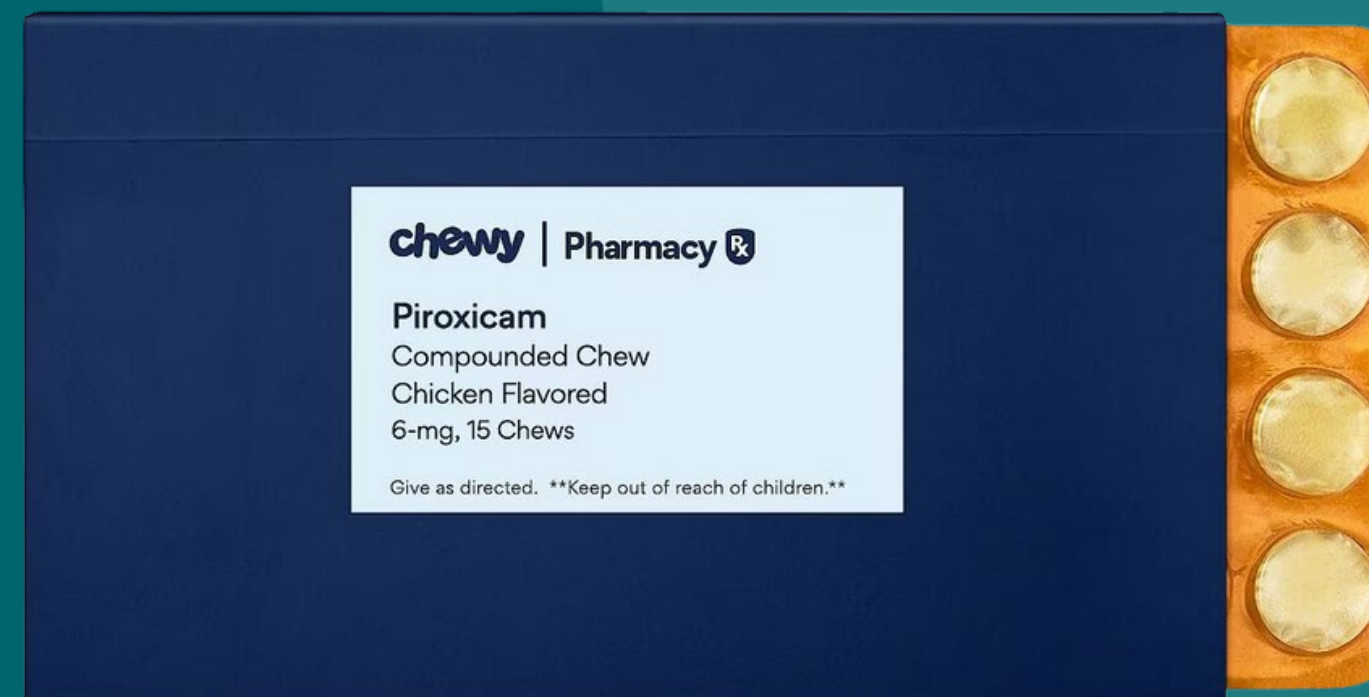 chewy | Pharmacy Rx
Piroxicam
Compounded Chew
Chicken Flavored
6-mg, 15 Chews
Give as directed. **Keep out of reach of children.**